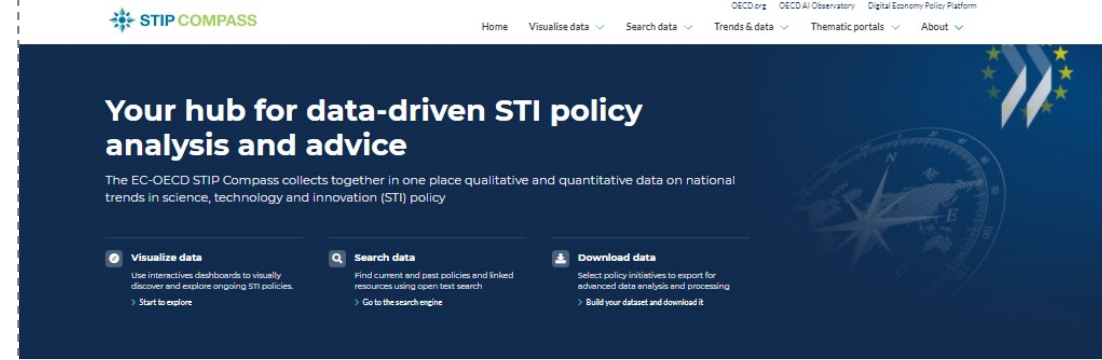 OECD.org OECD AI Observatory Digital Economy Policy Platform
STIP COMPASS
Home Visualise data Search data Trends & data Thematic portals About
Your hub for data-driven STI policy
analysis and advice
The EC-OECD STIP Compass collects together in one place qualitative and quantitative data on national
trends in science, technology and innovation (STI) policy
Visualize data
Use interactives dashboards to visually
discover and explore ongoing STI policies.
> Start to explore
Search data
Find current and past policies and linked
resources using open text search
> Go to the search engine
Download data
Select policy initiatives to export for
advanced data analysis and processing
> Build your dataset and download it
N
E